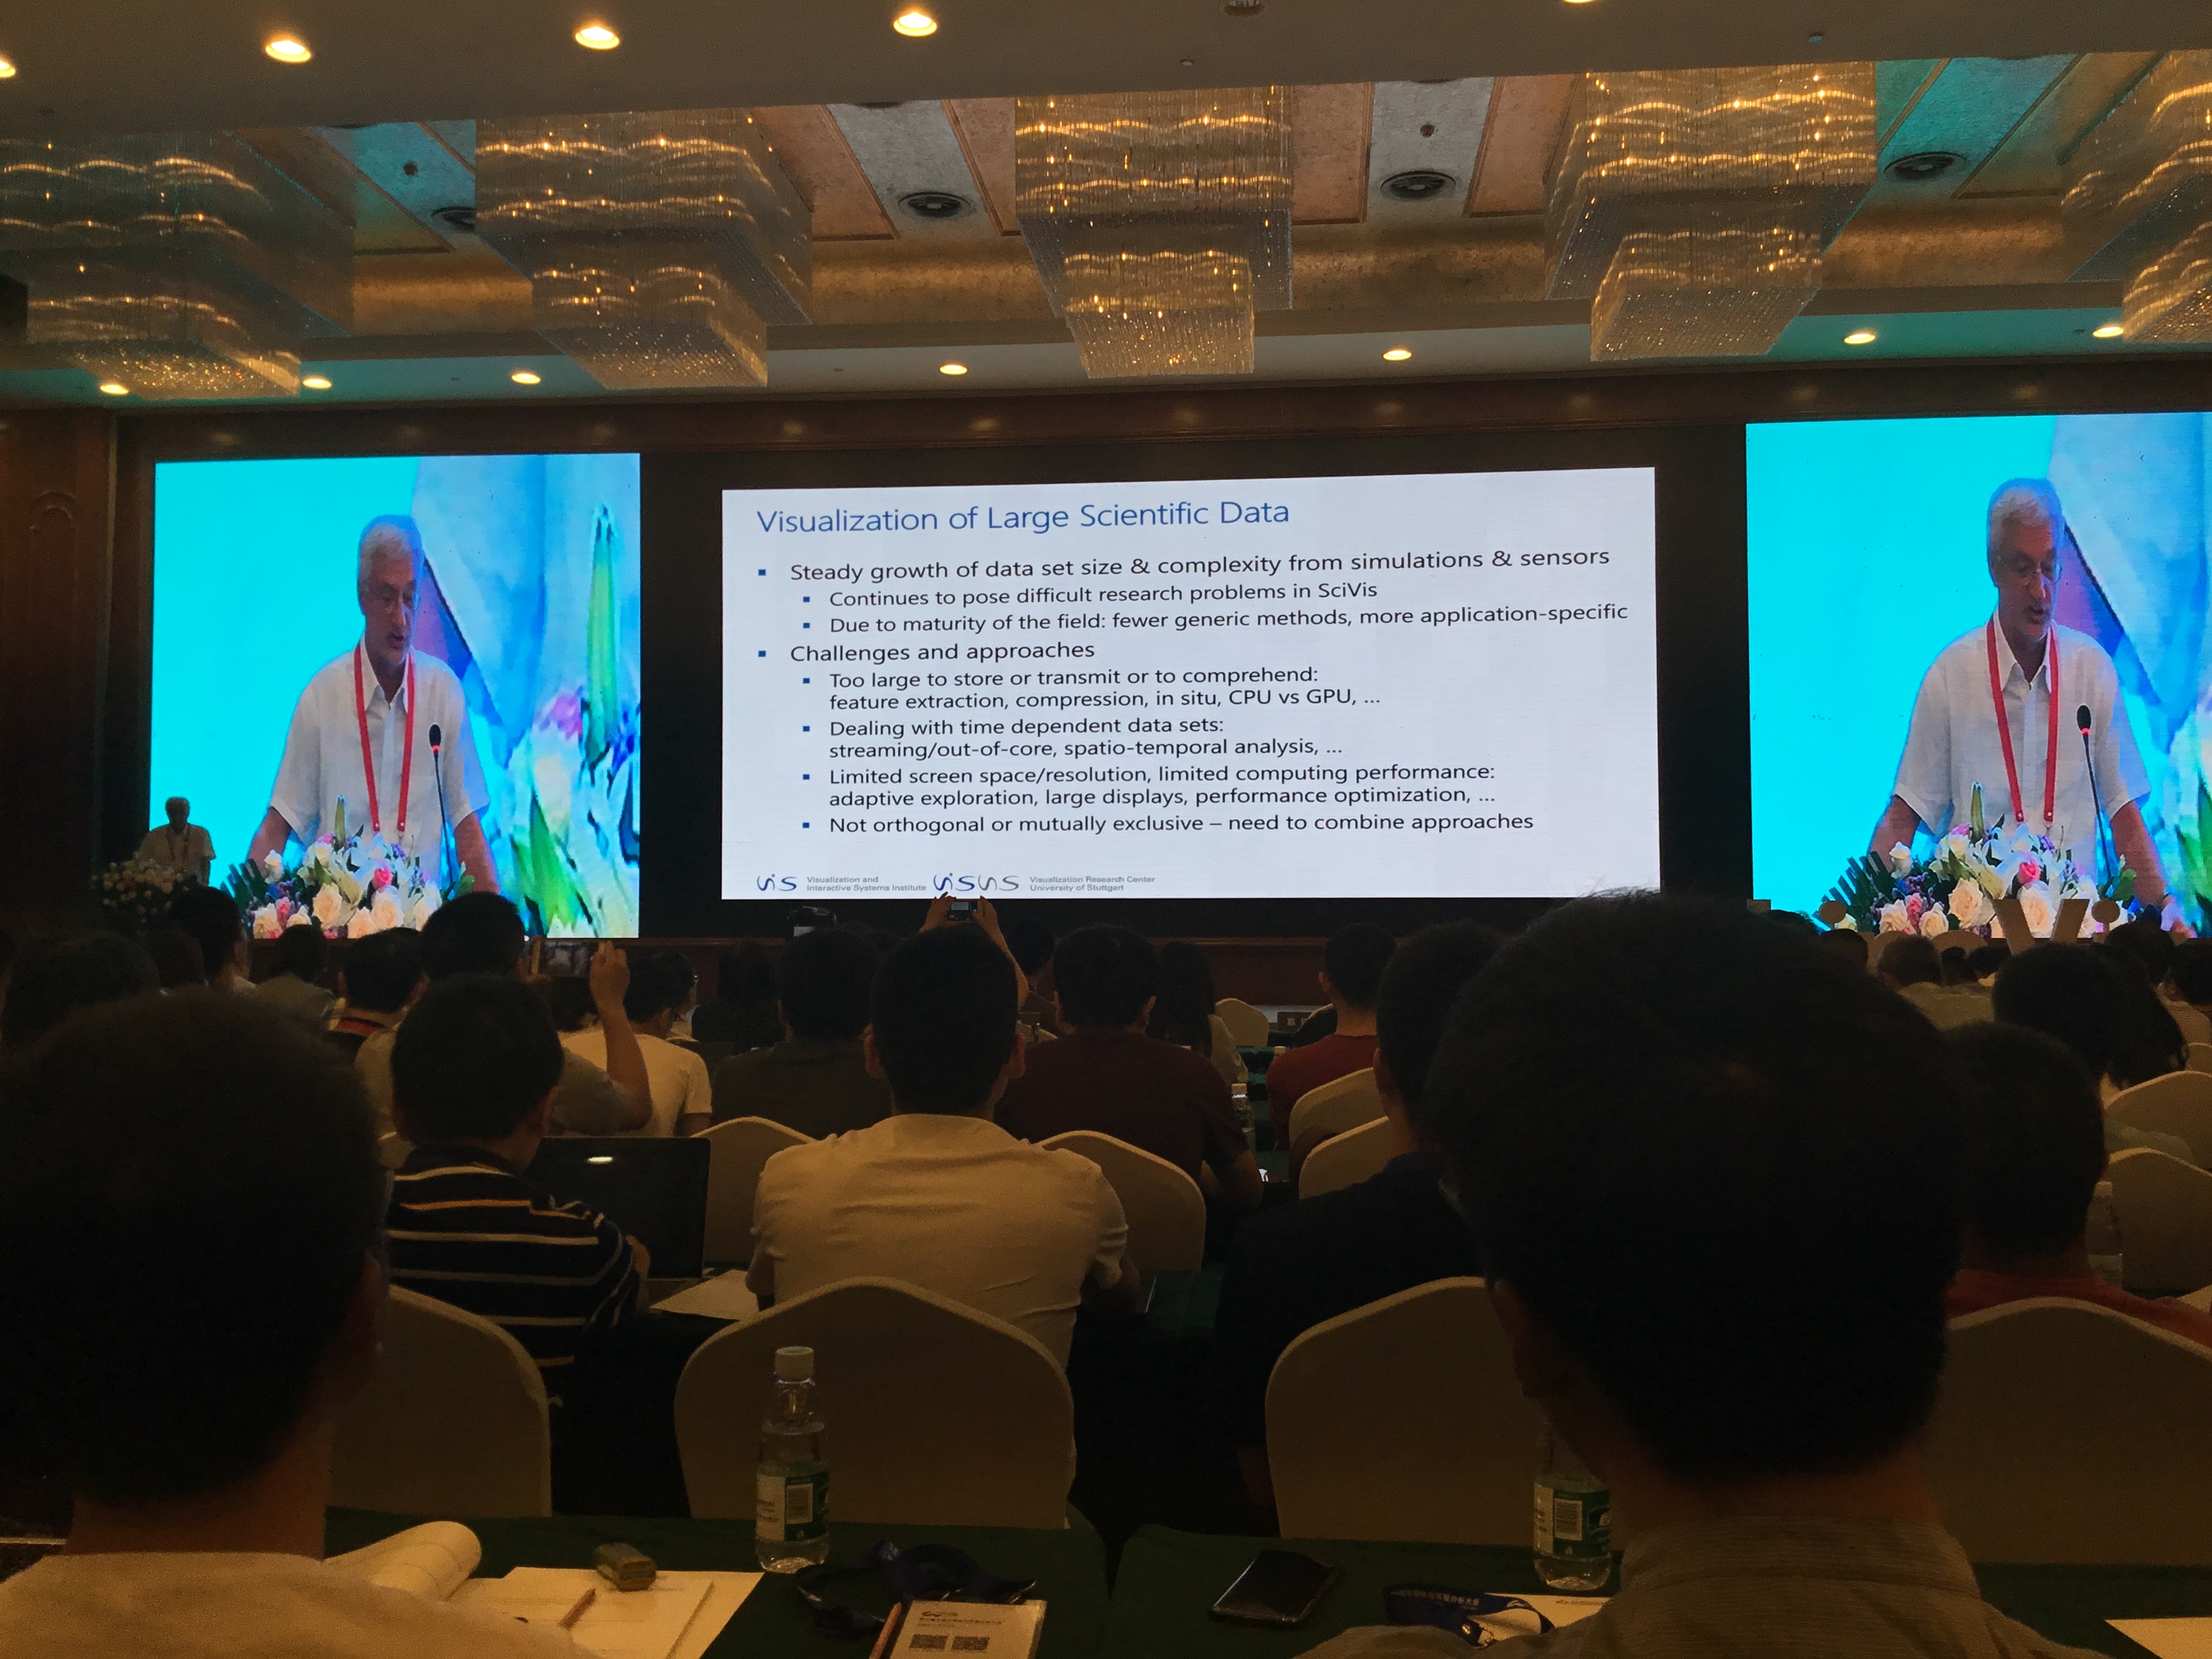 Visualization of Large Scientific Data
Steady growth of data set size & complexity from simulations & sensors
Continues to pose difficult research problems in SciVis
Due to maturity of the field: fewer generic methods, more application-specific
Challenges and approaches
Too large to store or transmit or to comprehend:
feature extraction, compression, in situ, CPU vs GPU, ...
Dealing with time dependent data sets:
streaming/out-of-core, spatio-temporal analysis, ...
Limited screen space/resolution, limited computing performance:
adaptive exploration, large displays, performance optimization, ...
Not orthogonal or mutually exclusive – need to combine approaches
VIS Visualization and
Interactive Systems Institute
VISUS Visualization Research Center
University of Stuttgart